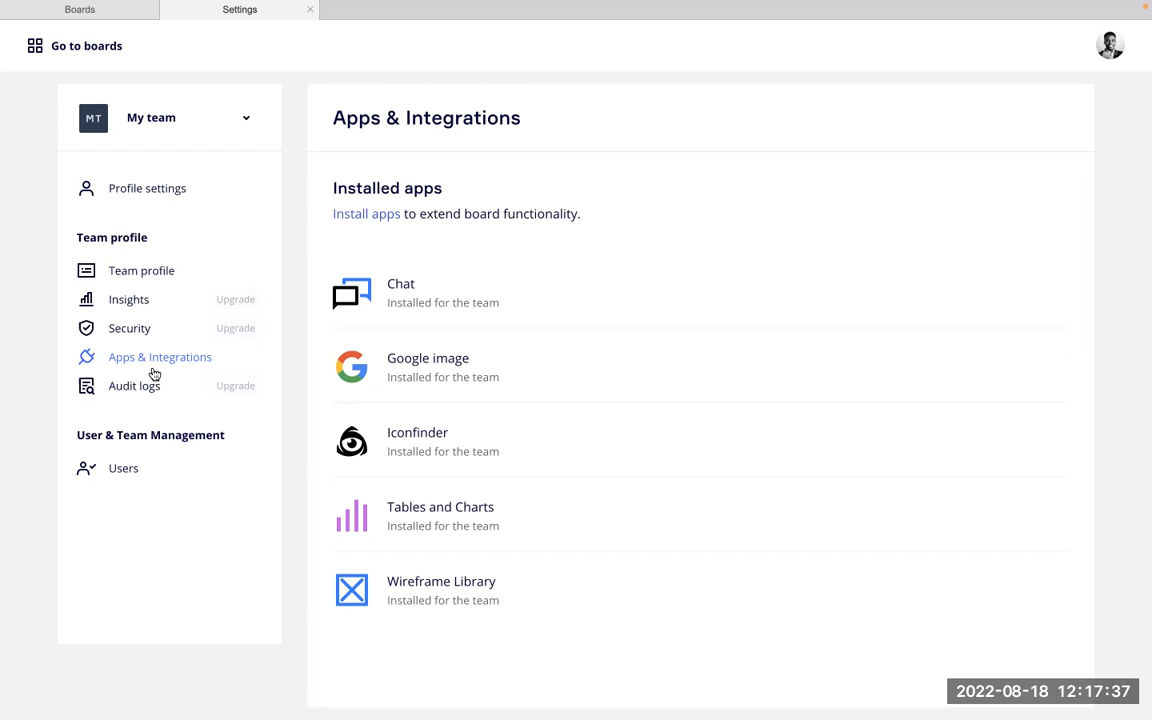 Boards
Settings
Go to boards
MT
My team
Profile settings
Team profile
Team profile
Insights
Upgrade
Security
Upgrade
Apps & Integrations
Audit logs
Upgrade
User & Team Management
Users
Apps & Integrations
Installed apps
Install apps to extend board functionality.
Chat
Installed for the team
Google image
Installed for the team
Iconfinder
Installed for the team
Tables and Charts
Installed for the team
Wireframe Library
Installed for the team
2022-08-18 12:17:37